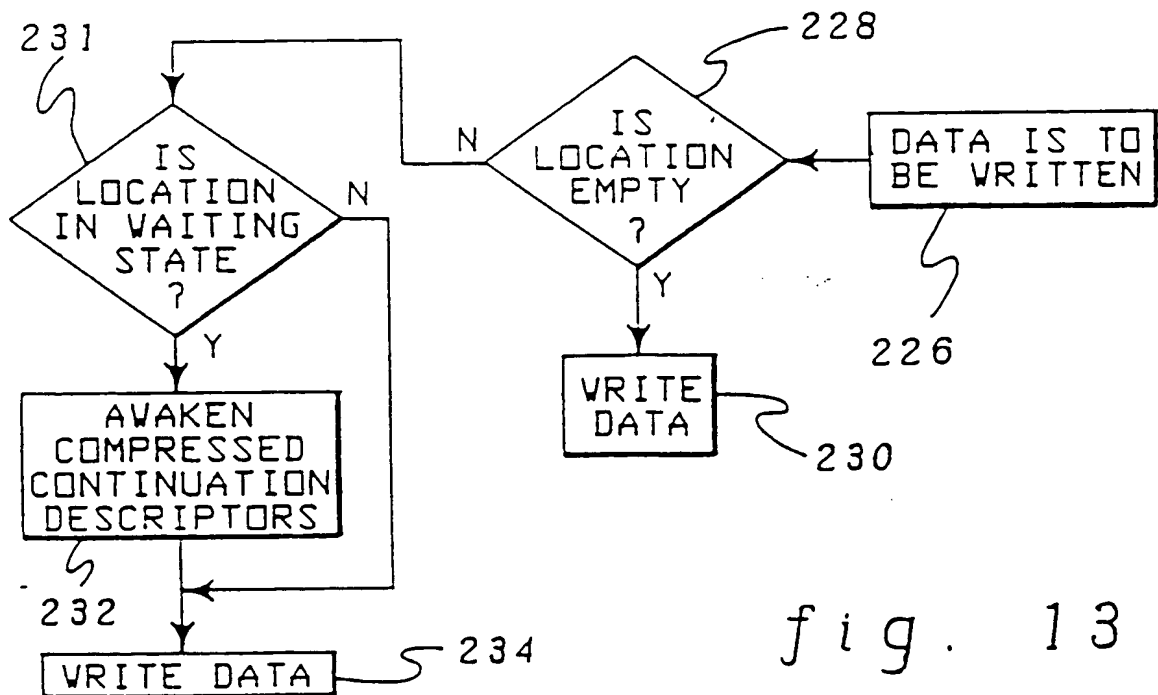 231
228
IS
LOCATION
IN WAITING
STATE
?
N
Y
N
IS
LOCATION
EMPTY
?
Y
DATA IS TO
BE WRITTEN
226
WRITE
DATA
230
AWAKEN
COMPRESSED
CONTINUATION
DESCRIPTORS
232
WRITE DATA
234
fig. 13